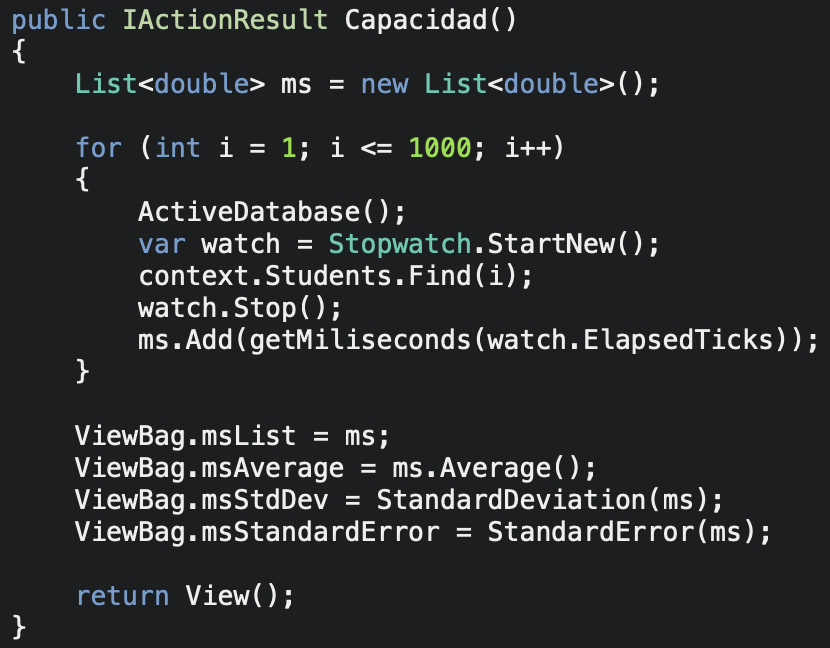 public IActionResult Capacidad()
{
    List<double> ms = new List<double>();

    for (int i = 1; i <= 1000; i++)
    {
        ActiveDatabase();
        var watch = Stopwatch.StartNew();
        context.Students.Find(i);
        watch.Stop();
        ms.Add(getMiliseconds(watch.ElapsedTicks));
    }

    ViewBag.msList = ms;
    ViewBag.msAverage = ms.Average();
    ViewBag.msStdDev = StandardDeviation(ms);
    ViewBag.msStandardError = StandardError(ms);

    return View();
}